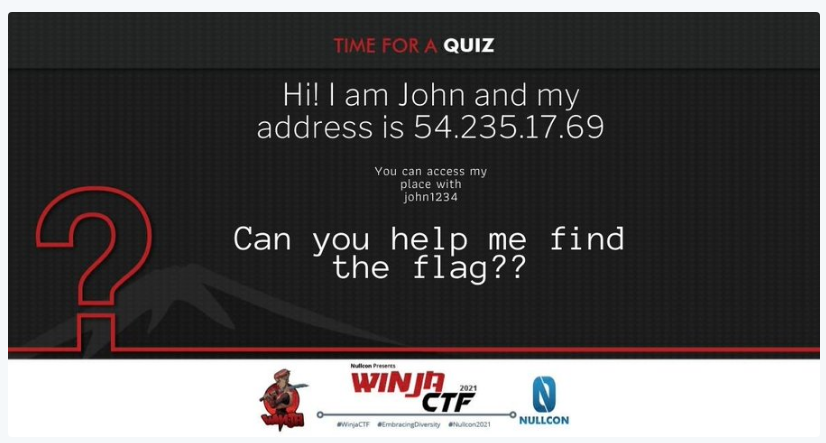 TIME FOR A QUIZ
Hi! I am John and my
address is 54.235.17.69
You can access my
place with
john1234
Can you help me find
the flag??
Nullcon Presents
WINJA
2021
CTF
WINJA
NULLCON
#WinjaCTF #EmbracingDiversity #Nullcon2021